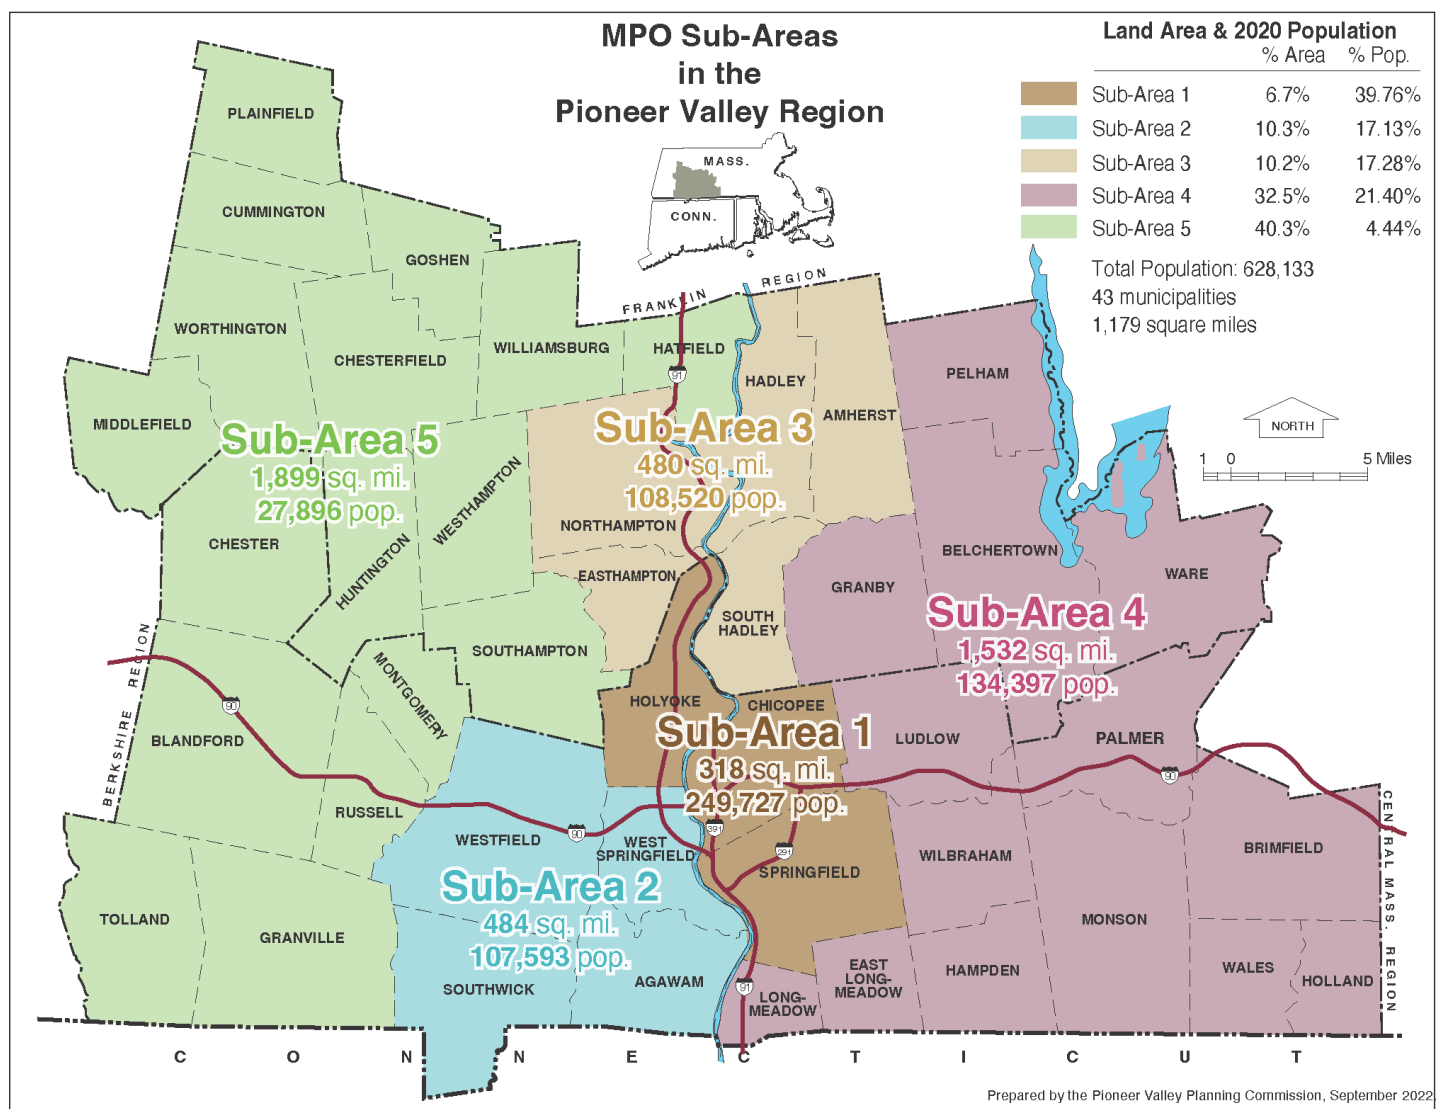 MPO Sub-Areas
in the
Pioneer Valley Region
Land Area & 2020 Population
% Area % Pop.
Sub-Area 1 6.7% 39.76%
Sub-Area 2 10.3% 17.13%
Sub-Area 3 10.2% 17.28%
Sub-Area 4 32.5% 21.40%
Sub-Area 5 40.3% 4.44%
Total Population: 628,133
43 municipalities
1,179 square miles
MASS.
CONN.
FRANKLIN REGION
PLAINFIELD
CUMMINGTON
GOSHEN
WORTHINGTON
CHESTERFIELD
WILLIAMSBURG
HATFIELD
91
HADLEY
AMHERST
PELHAM
MIDDLEFIELD
NORTH
1 0 5 Miles
Sub-Area 5
1,899 sq. mi.
27,896 pop.
Sub-Area 3
480 sq. mi.
108,520 pop.
CHESTER
HUNTINGTON
WESTHAMPTON
NORTHAMPTON
EASTHAMPTON
SOUTH
HADLEY
GRANBY
BELCHERTOWN
WARE
Sub-Area 4
1,532 sq. mi.
134,397 pop.
BERKSHIRE REGION
SOUTHAMPTON
MONTGOMERY
HOLYOKE
CHICOPEE
90
BLANDFORD
Sub-Area 1
318 sq. mi.
249,727 pop.
LUDLOW
PALMER
90
RUSSELL
WESTFIELD
90
WEST
SPRINGFIELD
391
291
SPRINGFIELD
WILBRAHAM
BRIMFIELD
CENTRAL MASS. REGION
Sub-Area 2
484 sq. mi.
107,593 pop.
TOLLAND
GRANVILLE
SOUTHWICK
AGAWAM
91
LONG-
MEADOW
EAST
LONG-
MEADOW
HAMPDEN
MONSON
WALES
HOLLAND
CONNECTICUT
Prepared by the Pioneer Valley Planning Commission, September 2022.